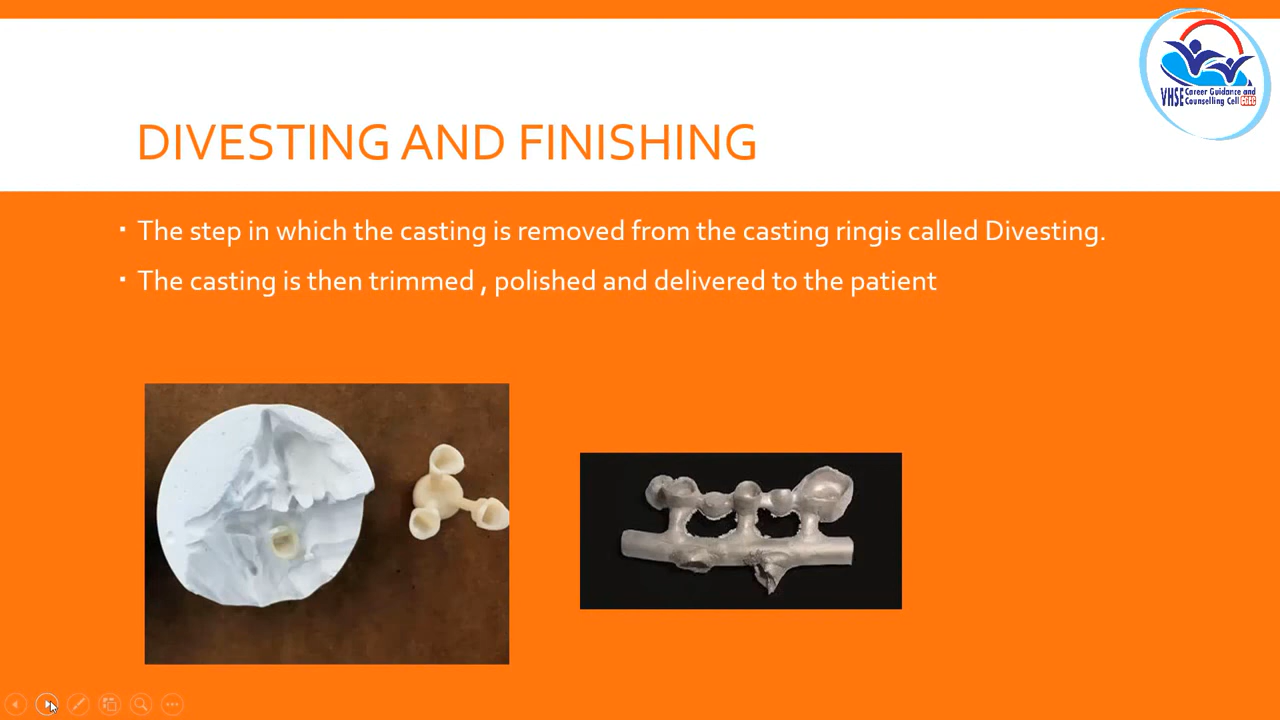 VHSE Career Guidance and
Counselling Cell CGCC
DIVESTING AND FINISHING
▪ The step in which the casting is removed from the casting ringis called Divesting.
▪ The casting is then trimmed , polished and delivered to the patient